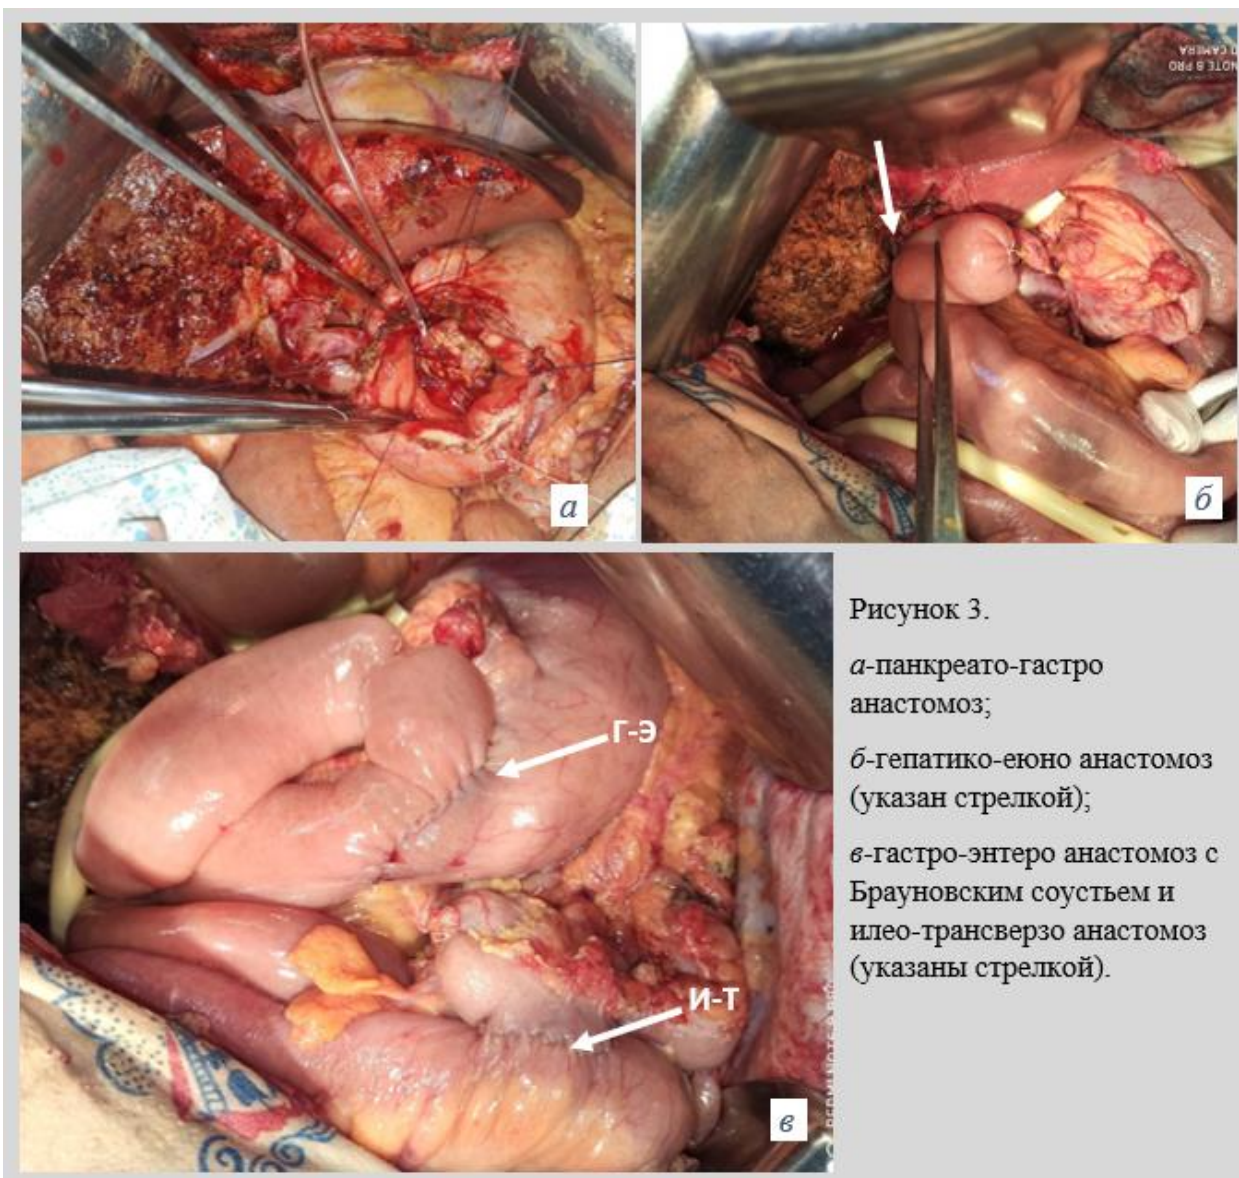 а
б
Г-Э
И-Т
в
Рисунок 3.
а-панкреато-гастро
анастомоз;
б-гепатико-еюно анастомоз
(указан стрелкой);
в-гастро-энтеро анастомоз с
Брауновским соустьем и
илео-трансверзо анастомоз
(указаны стрелкой).